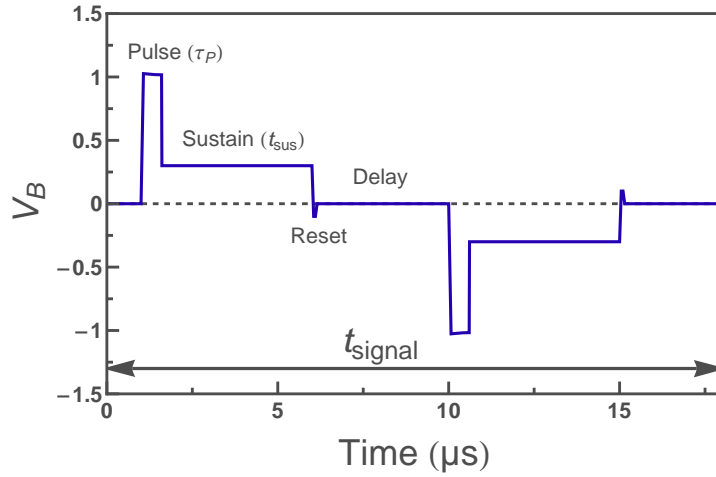 1.5
Pulse (τP)
1
0.5
Sustain (tsus)
Delay
VB
0
Reset
−0.5
−1
tsignal
−1.5
0 5 10 15
Time (μs)